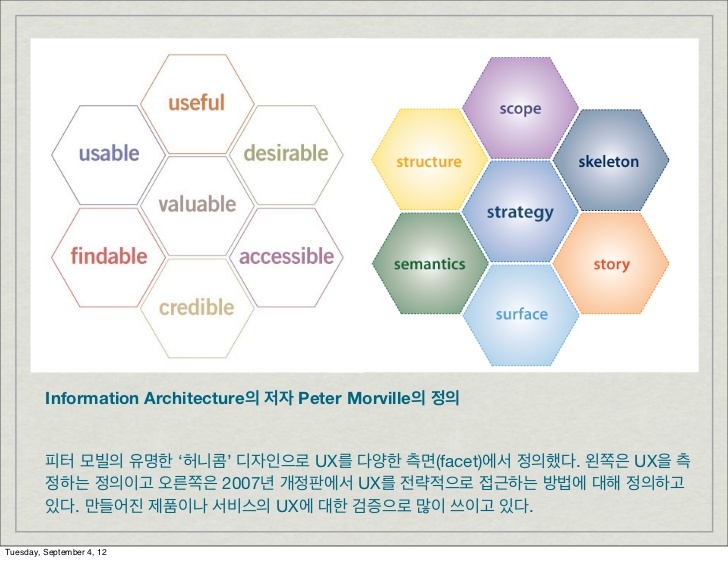 useful
usable
desirable
valuable
findable
accessible
credible
scope
structure
skeleton
strategy
semantics
story
surface
Information Architecture의 저자 Peter Morville의 정의
피터 모빌의 유명한 ‘허니콤’ 디자인으로 UX를 다양한 측면(facet)에서 정의했다. 왼쪽은 UX을 측
정하는 정의이고 오른쪽은 2007년 개정판에서 UX를 전략적으로 접근하는 방법에 대해 정의하고
있다. 만들어진 제품이나 서비스의 UX에 대한 검증으로 많이 쓰이고 있다.
Tuesday, September 4, 12